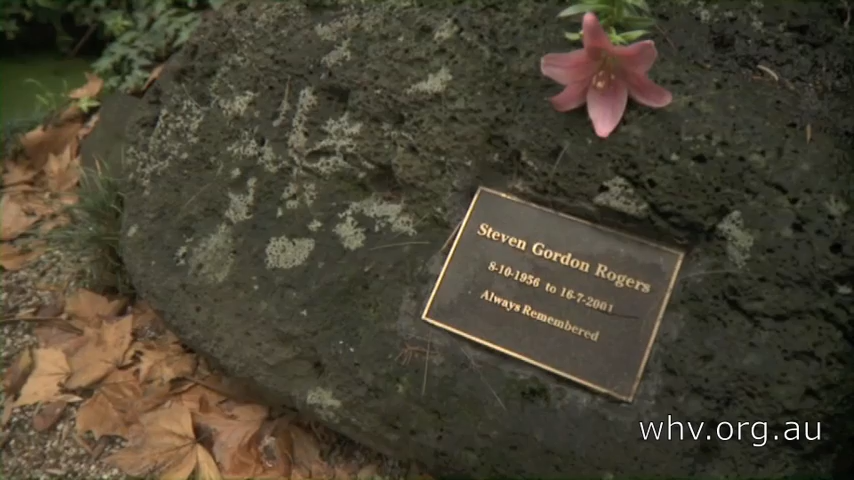 Steven Gordon Rogers
8-10-1956 to 16-7-2001
Always Remembered
whv.org.au